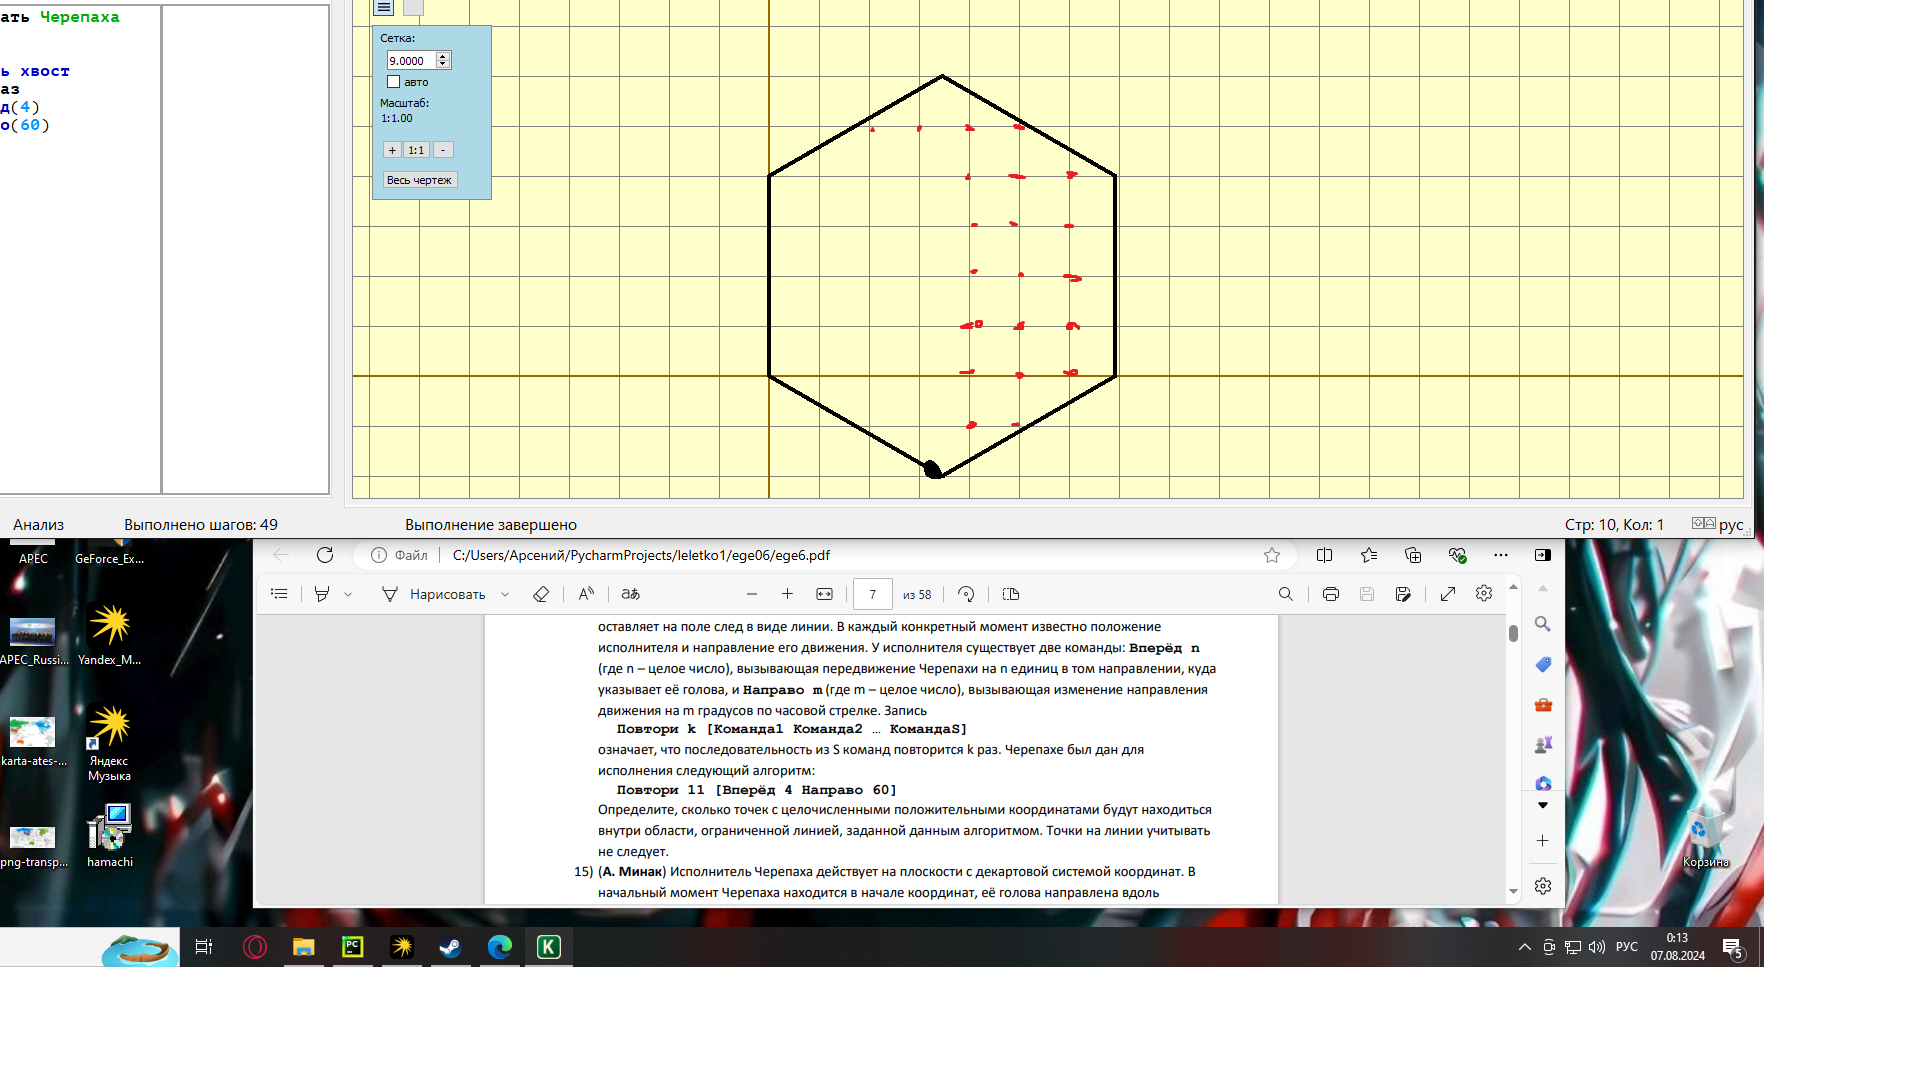 ать Черепаха
ь хвост
аз
д(4)
о(60)
Сетка:
9.0000
авто
Масштаб:
1:1.00
+ 1:1 -
Весь чертеж
Анализ
Выполнено шагов: 49
Выполнение завершено
Стр: 10, Кол: 1
рус
APEC
GeForce_Ex...
APEC_Russi...
Yandex_M...
karta-ates-...
Яндекс
Музыка
png-transp...
hamachi
Файл
C:/Users/Арсений/PycharmProjects/leletko1/ege06/ege6.pdf
Нарисовать
7 из 58
оставляет на поле след в виде линии. В каждый конкретный момент известно положение
исполнителя и направление его движения. У исполнителя существует две команды: Вперёд n
(где n – целое число), вызывающая передвижение Черепахи на n единиц в том направлении, куда
указывает её голова, и Направо m (где m – целое число), вызывающая изменение направления
движения на m градусов по часовой стрелке. Запись
Повтори k [Команда1 Команда2 … КомандаS]
означает, что последовательность из S команд повторится k раз. Черепахе был дан для
исполнения следующий алгоритм:
Повтори 11 [Вперёд 4 Направо 60]
Определите, сколько точек с целочисленными положительными координатами будут находиться
внутри области, ограниченной линией, заданной данным алгоритмом. Точки на линии учитывать
не следует.
15) (А. Минак) Исполнитель Черепаха действует на плоскости с декартовой системой координат. В
начальный момент Черепаха находится в начале координат, её голова направлена вдоль
Корзина
РУС
0:13
07.08.2024
5